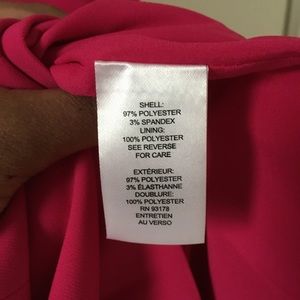 SHELL:
97% POLYESTER
3% SPANDEX
LINING:
100% POLYESTER
SEE REVERSE
FOR CARE
EXTÉRIEUR:
97% POLYESTER
3% ÉLASTHANNE
DOUBLURE:
100% POLYESTER
RN 93178
ENTRETIEN
AU VERSO